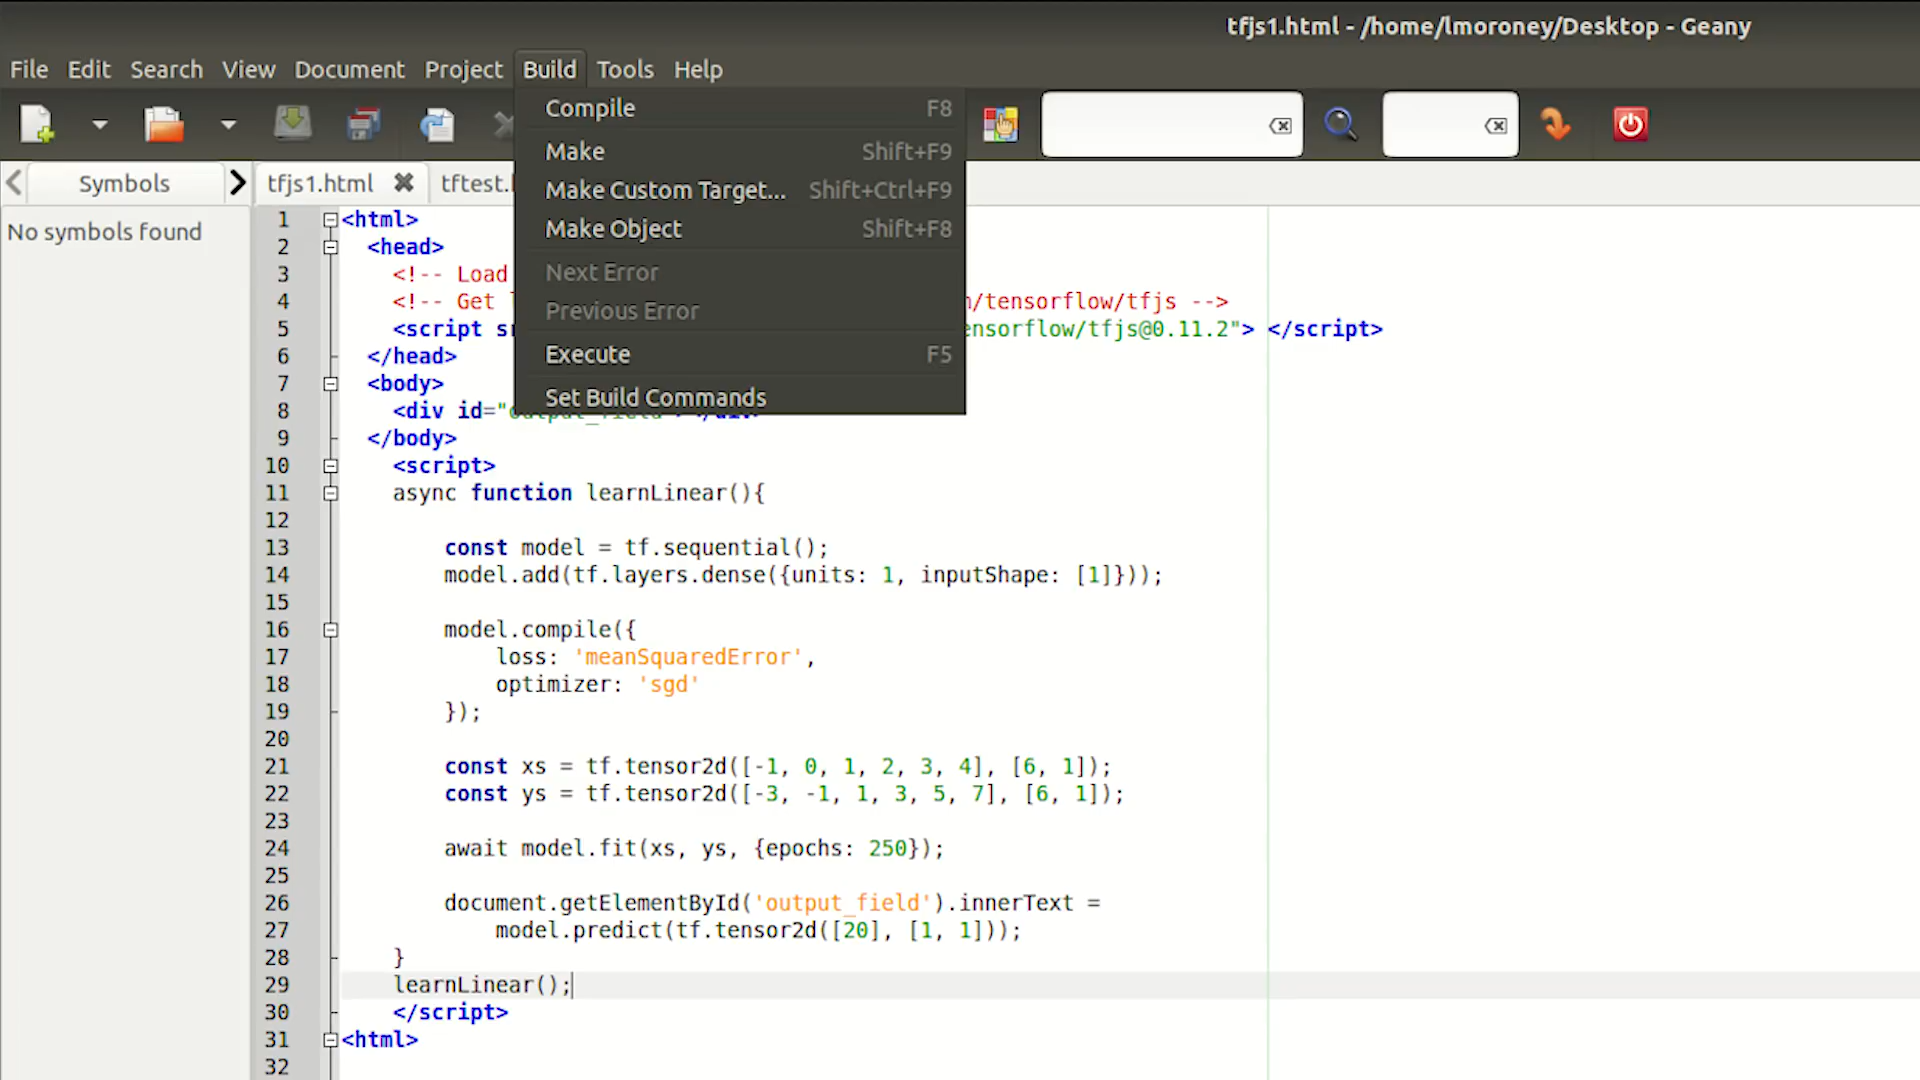 tfjs1.html - /home/lmoroney/Desktop - Geany
File Edit Search View Document Project Build Tools Help
Compile F8
Make Shift+F9
Make Custom Target... Shift+Ctrl+F9
Make Object Shift+F8
Next Error
Previous Error
Execute F5
Set Build Commands
Symbols
tfjs1.html
No symbols found
1 <html>
2 <head>
3 <!-- Load
4 <!-- Get /tensorflow/tfjs -->
5 <script ensorflow/tfjs@0.11.2"> </script>
6 </head>
7 <body>
8 <div id="
9 </body>
10 <script>
11 async function learnLinear(){
12
13 const model = tf.sequential();
14 model.add(tf.layers.dense({units: 1, inputShape: [1]}));
15
16 model.compile({
17 loss: 'meanSquaredError',
18 optimizer: 'sgd'
19 });
20
21 const xs = tf.tensor2d([-1, 0, 1, 2, 3, 4], [6, 1]);
22 const ys = tf.tensor2d([-3, -1, 1, 3, 5, 7], [6, 1]);
23
24 await model.fit(xs, ys, {epochs: 250});
25
26 document.getElementById('output_field').innerText =
27 model.predict(tf.tensor2d([20], [1, 1]));
28 }
29 learnLinear();
30 </script>
31 <html>
32